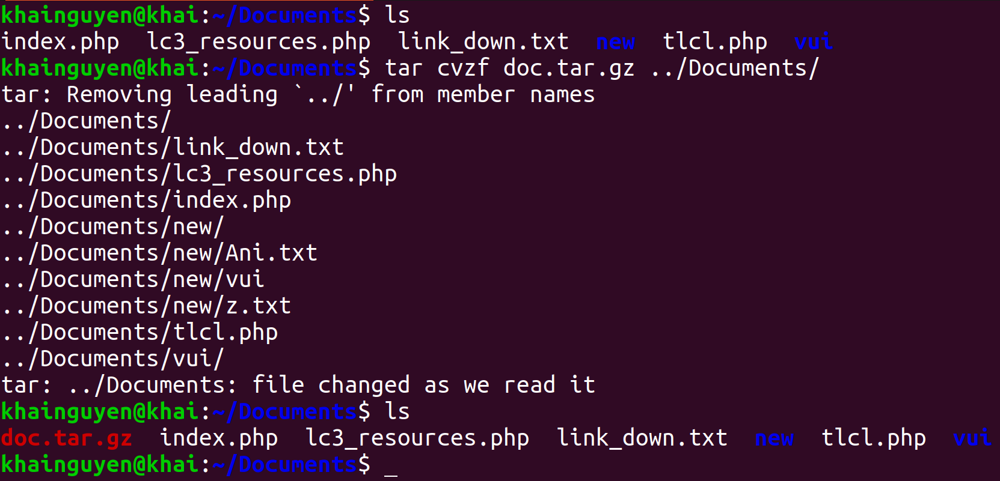 khainguyen@khai:~/Documents$ ls
index.php  lc3_resources.php  link_down.txt  new  tlcl.php  vui
khainguyen@khai:~/Documents$ tar cvzf doc.tar.gz ../Documents/
tar: Removing leading `../' from member names
../Documents/
../Documents/link_down.txt
../Documents/lc3_resources.php
../Documents/index.php
../Documents/new/
../Documents/new/Ani.txt
../Documents/new/vui
../Documents/new/z.txt
../Documents/tlcl.php
../Documents/vui/
tar: ../Documents: file changed as we read it
khainguyen@khai:~/Documents$ ls
doc.tar.gz  index.php  lc3_resources.php  link_down.txt  new  tlcl.php  vui
khainguyen@khai:~/Documents$ _